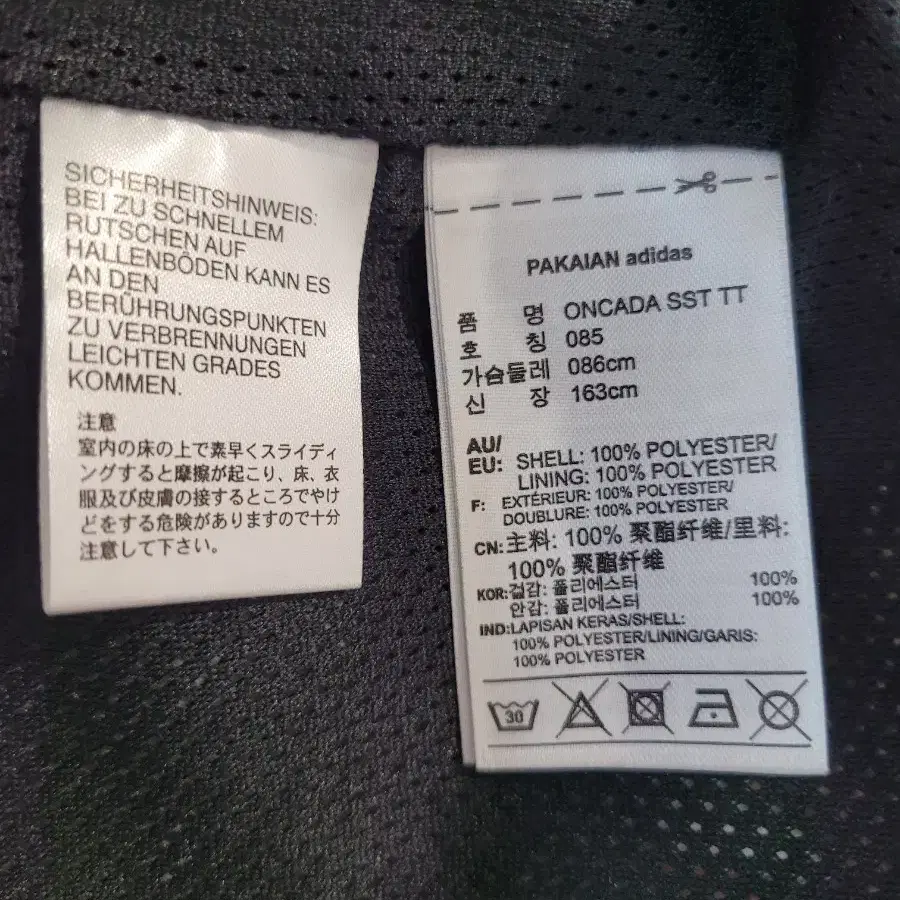 SICHERHEITSHINWEIS:
BEI ZU SCHNELLEM
RUTSCHEN AUF
HALLENBÖDEN KANN ES
AN DEN
BERÜHRUNGSPUNKTEN
ZU VERBRENNUNGEN
LEICHTEN GRADES
KOMMEN.
注意
室内の床の上で素早くスライディ
ングすると摩擦が起こり、床、衣
服及び皮膚の接するところでやけ
どをする危険がありますので十分
注意して下さい。
PAKAIAN adidas
품 명 ONCADA SST TT
호 칭 085
가슴둘레 086cm
신 장 163cm
AU/
EU: SHELL: 100% POLYESTER/
LINING: 100% POLYESTER
F: EXTÉRIEUR: 100% POLYESTER/
DOUBLURE: 100% POLYESTER
CN: 主料: 100% 聚酯纤维/里料:
100% 聚酯纤维
KOR: 겉감: 폴리에스터 100%
안감: 폴리에스터 100%
IND: LAPISAN KERAS/SHELL:
100% POLYESTER/LINING/GARIS:
100% POLYESTER
30